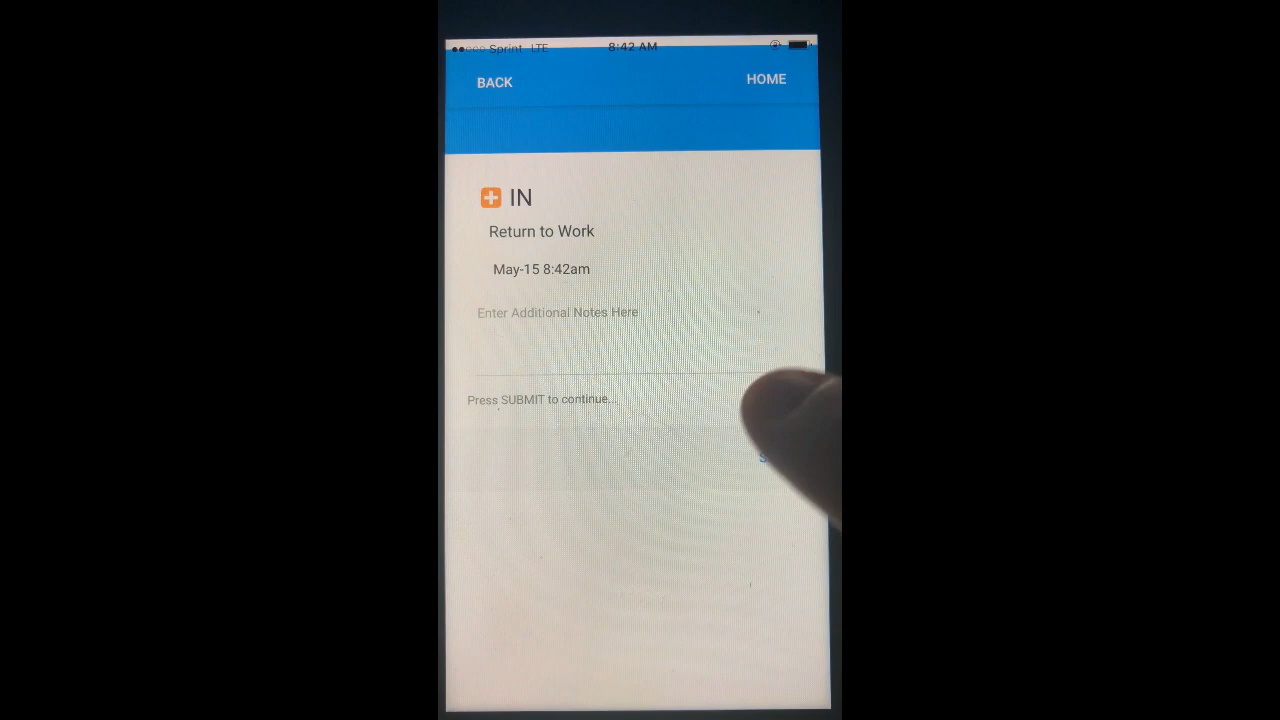 Sprint LTE 8:42 AM
BACK HOME
IN
Return to Work
May-15 8:42am
Enter Additional Notes Here
Press SUBMIT to continue...